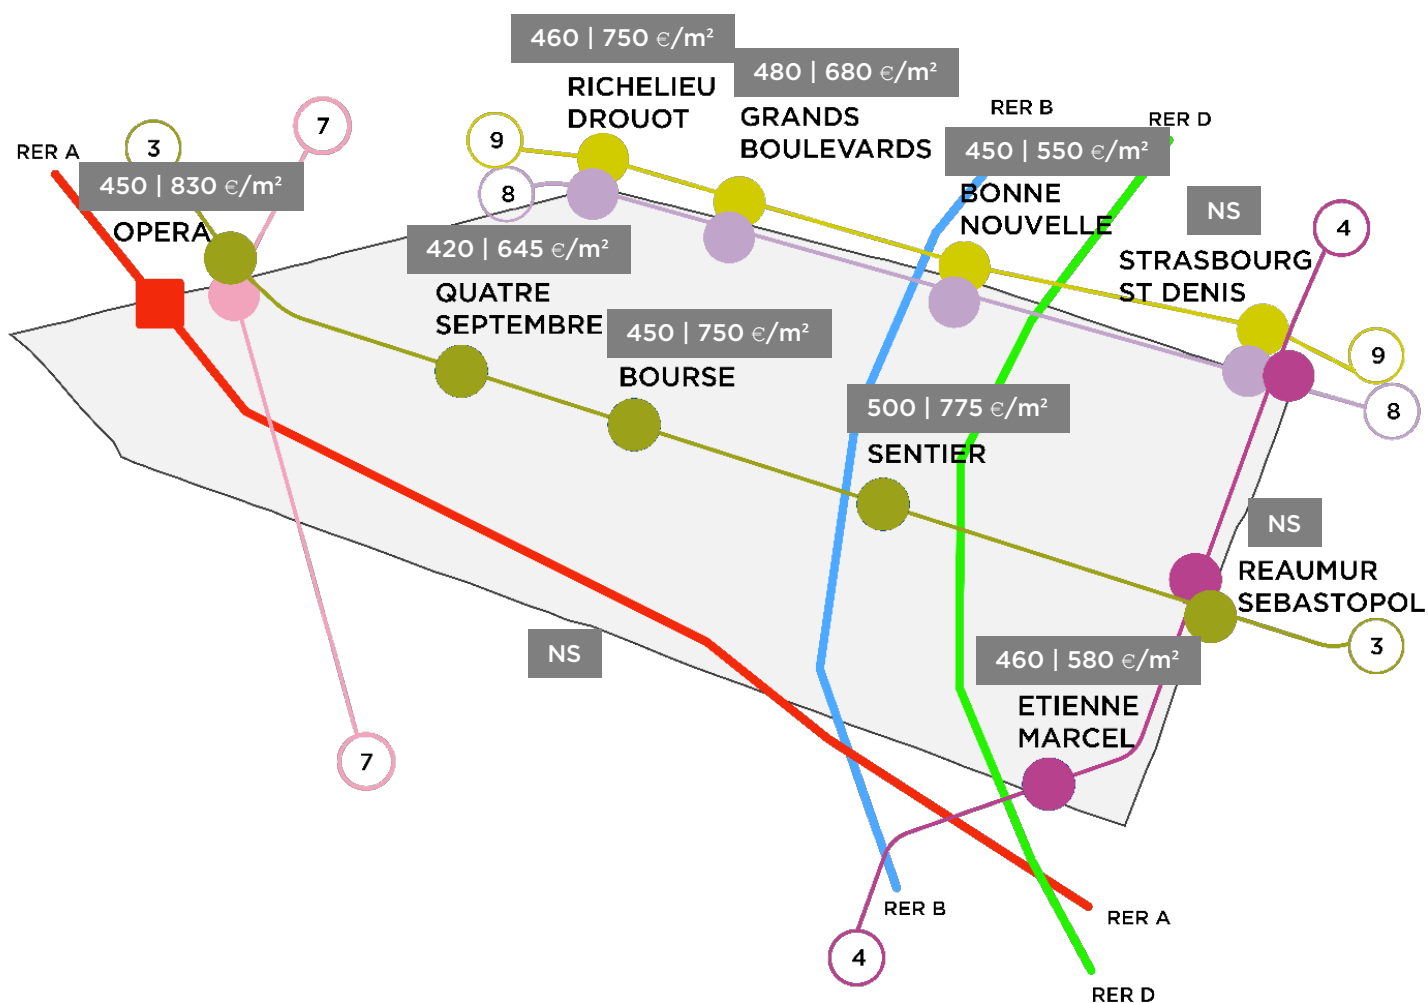 460 | 750 €/m²
RICHELIEU
DROUOT
480 | 680 €/m²
GRANDS
BOULEVARDS
RER B
RER D
7
3
9
RER A
450 | 830 €/m²
OPERA
8
450 | 550 €/m²
BONNE
NOUVELLE
NS
4
STRASBOURG
ST DENIS
420 | 645 €/m²
QUATRE
SEPTEMBRE
450 | 750 €/m²
BOURSE
9
8
500 | 775 €/m²
SENTIER
NS
REAUMUR
SEBASTOPOL
3
NS
460 | 580 €/m²
ETIENNE
MARCEL
7
RER B
RER A
4
RER D